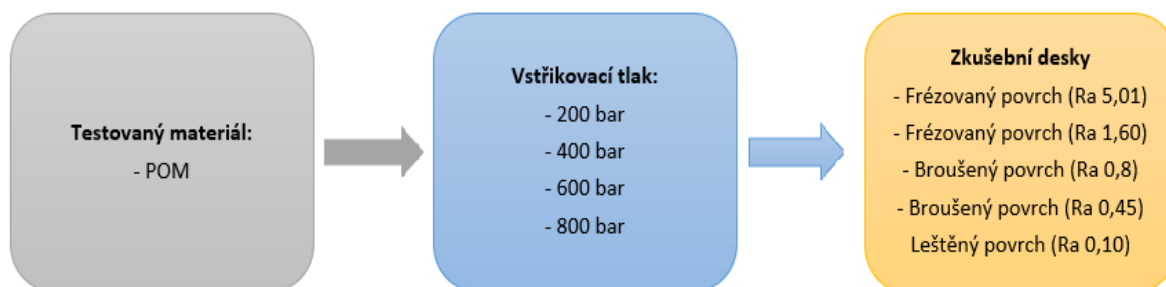 Testovaný materiál:
- POM
Vstřikovací tlak:
- 200 bar
- 400 bar
- 600 bar
- 800 bar
Zkušební desky
- Frézovaný povrch (Ra 5,01)
- Frézovaný povrch (Ra 1,60)
- Broušený povrch (Ra 0,8)
- Broušený povrch (Ra 0,45)
Leštěný povrch (Ra 0,10)